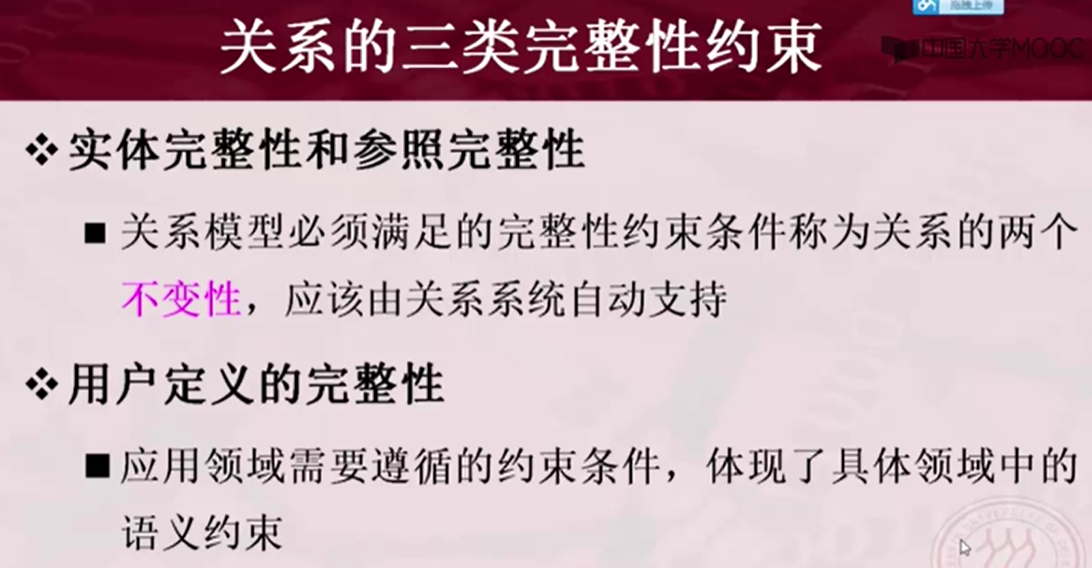 拖拽上传
关系的三类完整性约束
中国大学MOOC
❖实体完整性和参照完整性
■ 关系模型必须满足的完整性约束条件称为关系的两个
不变性，应该由关系系统自动支持
❖用户定义的完整性
■应用领域需要遵循的约束条件，体现了具体领域中的
语义约束